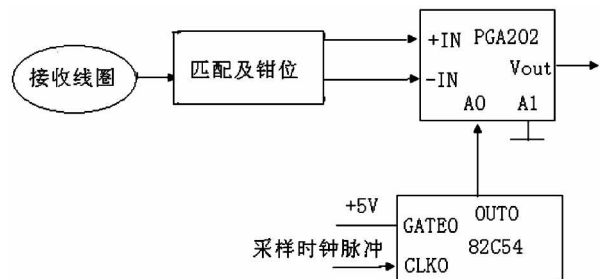 接收线圈
匹配及钳位
+IN PGA202
-IN
Vout
A0 A1
+5V
GATE0 OUT0
采样时钟脉冲
82C54
CLK0